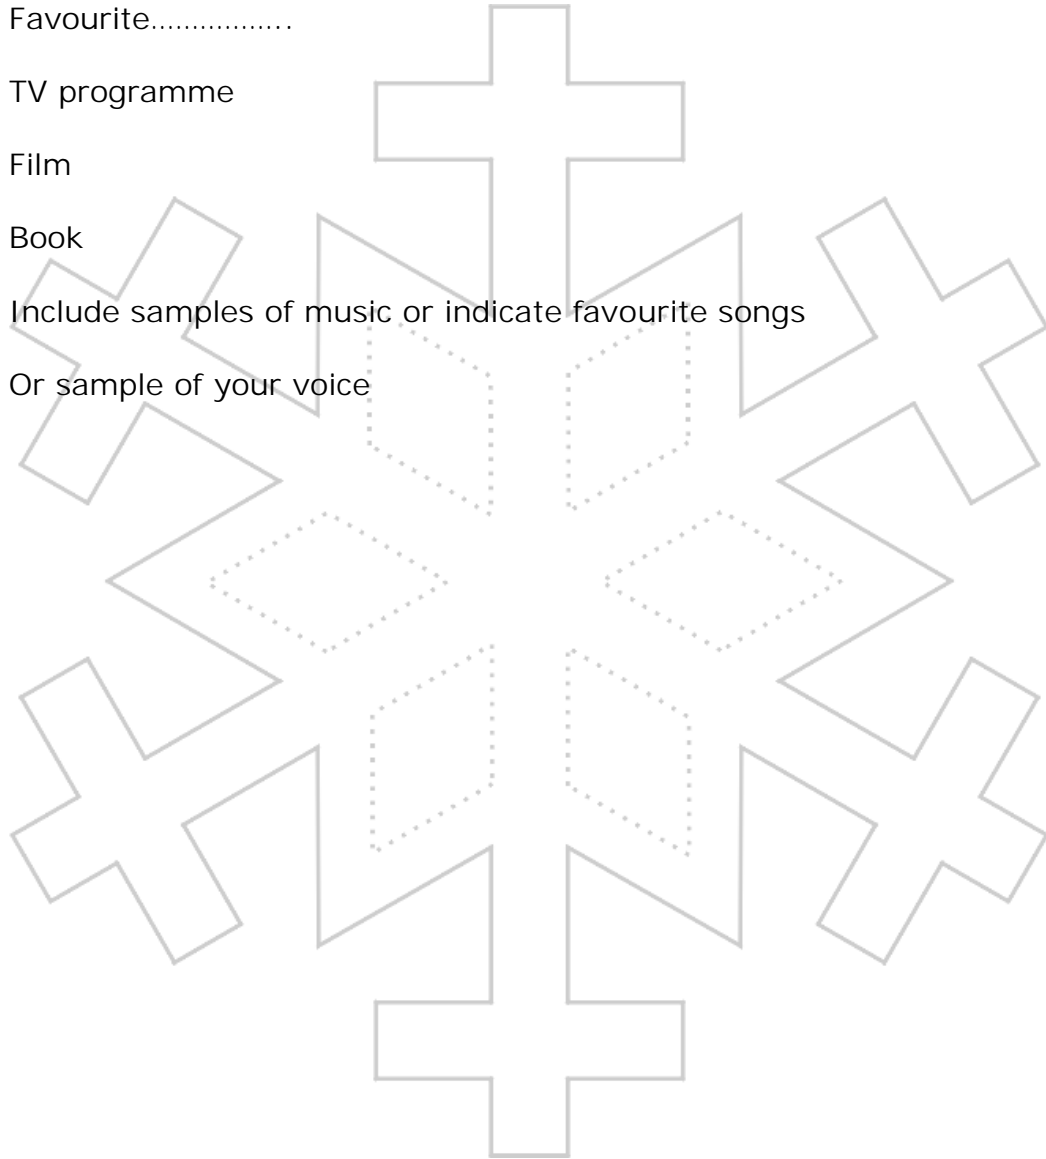 Favourite.................
TV programme
Film
Book
Include samples of music or indicate favourite songs
Or sample of your voice